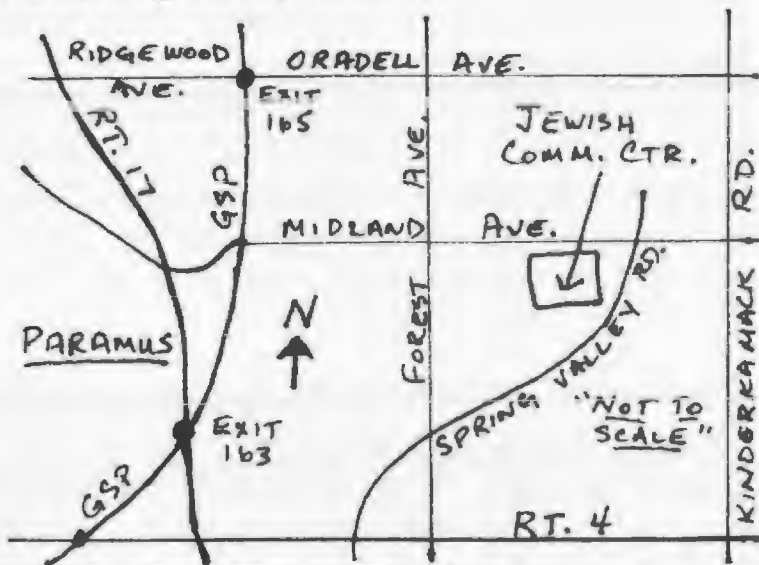 RIDGEWOOD
AVE.
ORADELL AVE.
EXIT
165
RT. 17
GSP
JEWISH
COMM. CTR.
FOREST AVE.
KINDERKAMACK RD.
MIDLAND AVE.
N
PARAMUS
SPRING VALLEY RD.
"NOT TO
SCALE"
EXIT
163
GSP
RT. 4